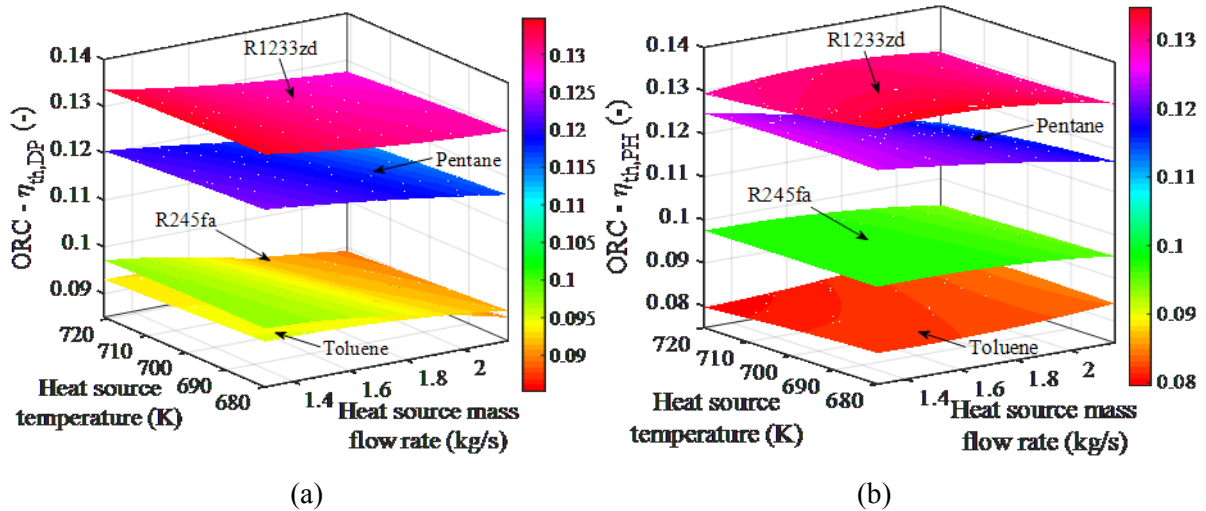 ORC - ηth,DP (-)
0.14
0.13
0.12
0.11
0.1
0.09
R1233zd
Pentane
R245fa
Toluene
720
710
700
690
680
Heat source
temperature (K)
1.4
1.6
1.8
2
Heat source mass
flow rate (kg/s)
0.13
0.125
0.12
0.115
0.11
0.105
0.1
0.095
0.09
(a)
ORC - ηth,PH (-)
0.14
0.13
0.12
0.11
0.1
0.09
0.08
R1233zd
Pentane
R245fa
Toluene
720
710
700
690
680
Heat source
temperature (K)
1.4
1.6
1.8
2
Heat source mass
flow rate (kg/s)
0.13
0.12
0.11
0.1
0.09
0.08
(b)